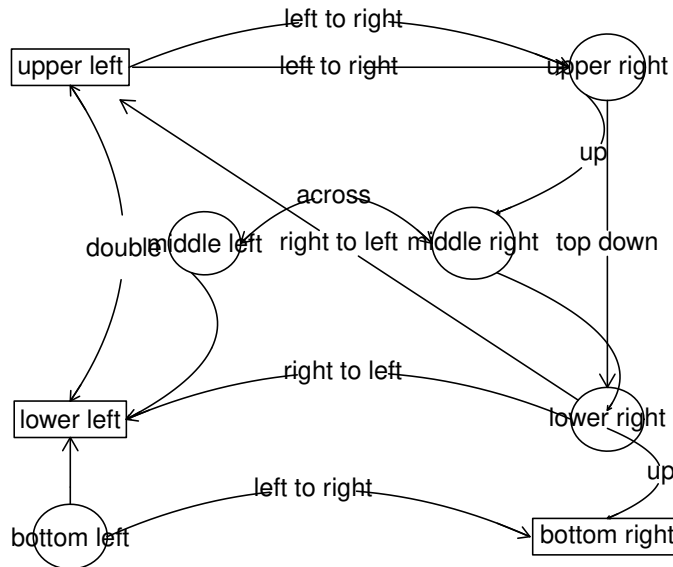 left to right
upper left
left to right
upper right
up
across
double
middle left
right to left
middle right
top down
right to left
lower left
lower right
up
left to right
bottom left
bottom right